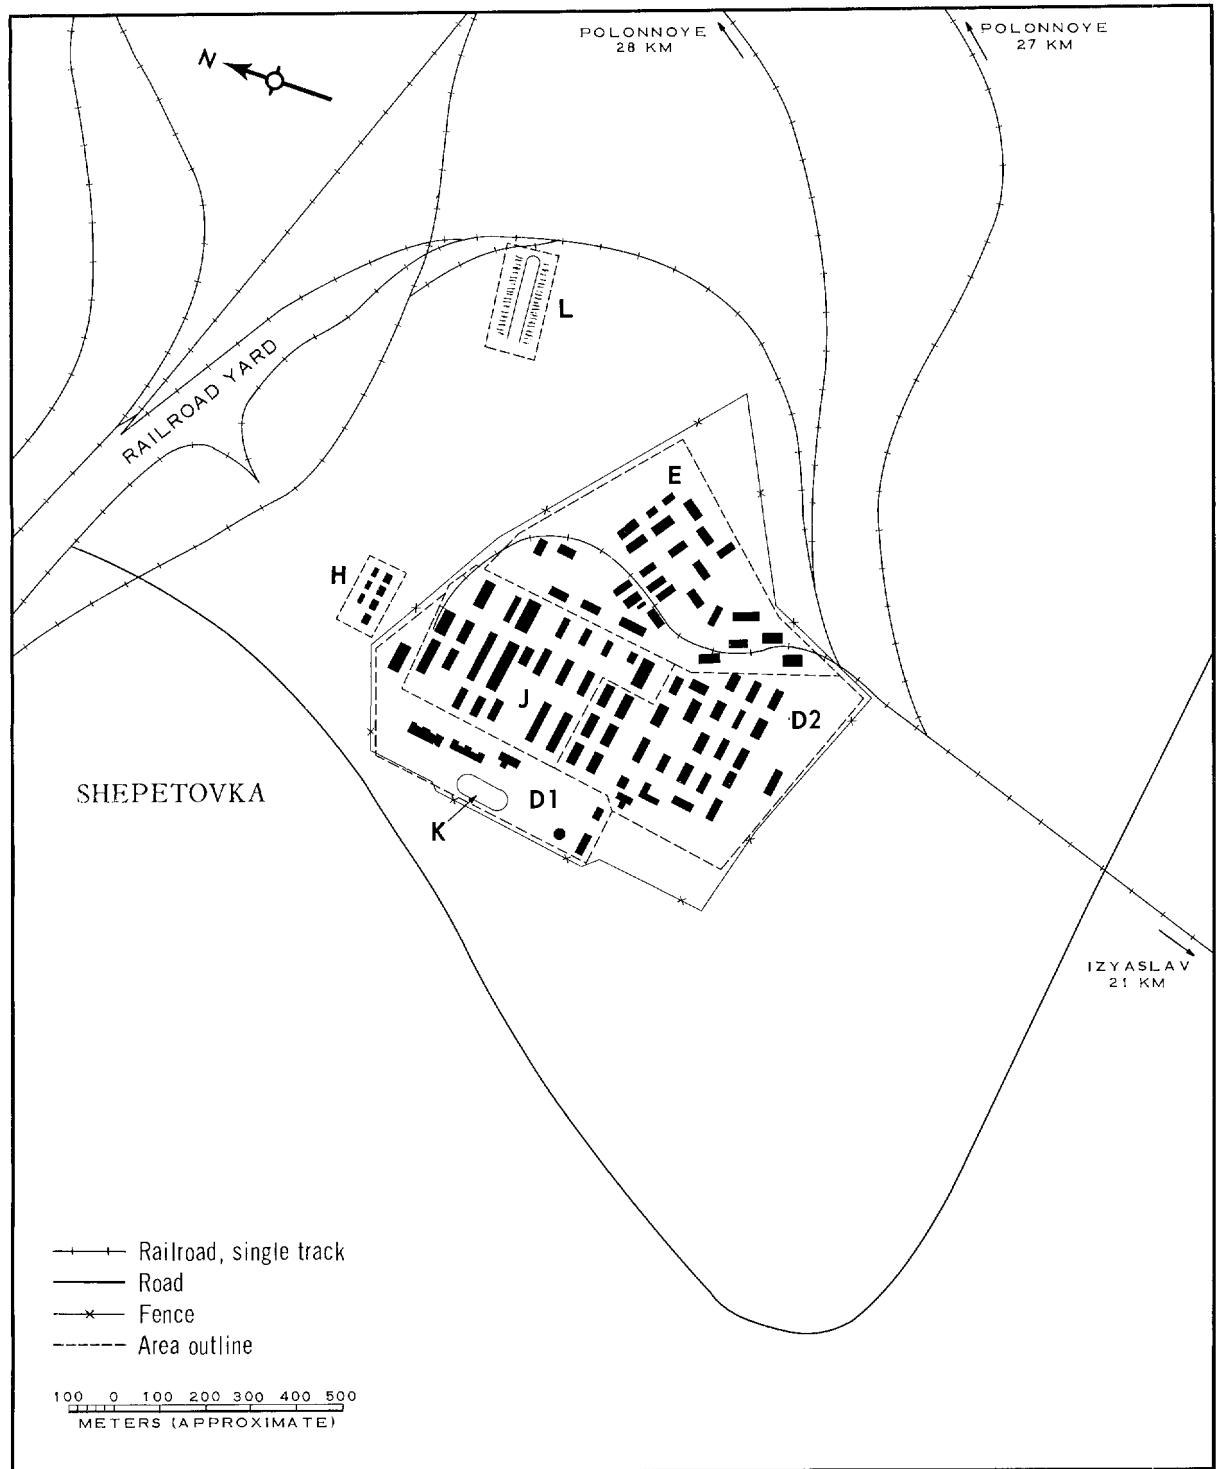 POLONNOYE
28 KM
POLONNOYE
27 KM
N
L
RAILROAD YARD
E
H
J
D2
SHEPETOVKA
D1
K
IZYASLAV
21 KM
Railroad, single track
Road
Fence
Area outline
100 0 100 200 300 400 500
METERS (APPROXIMATE)